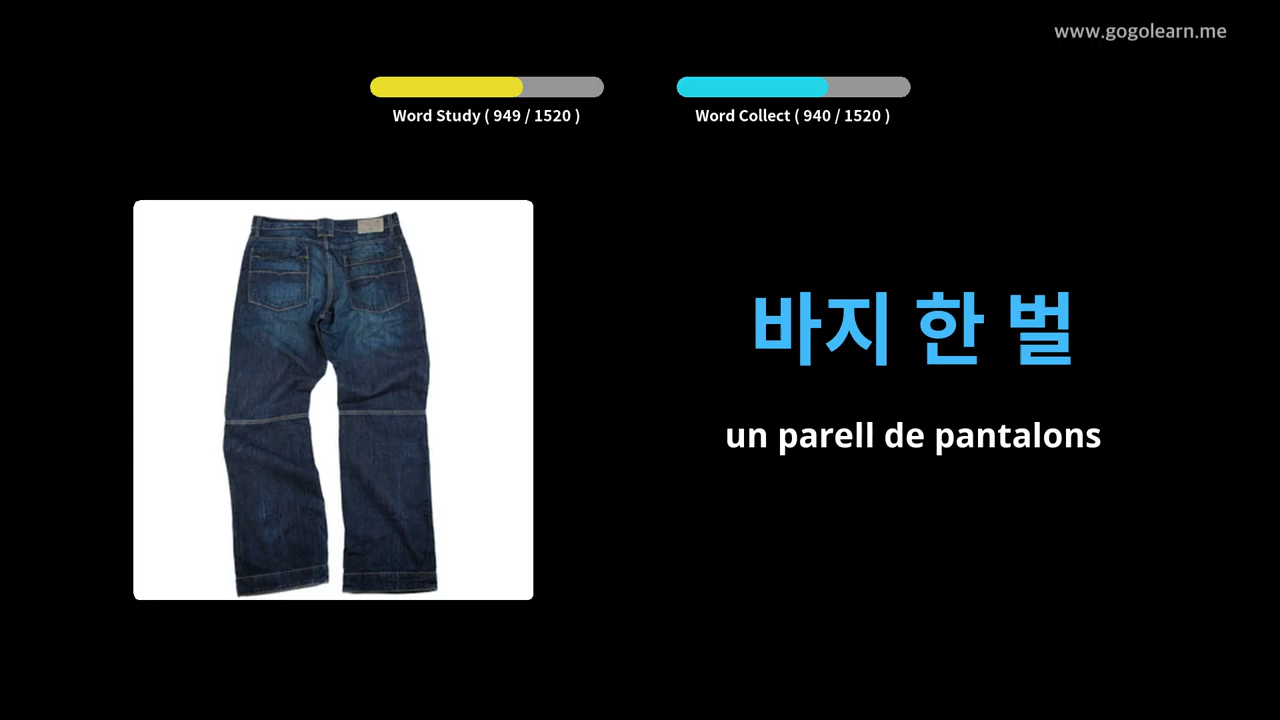 www.gogolearn.me
Word Study ( 949 / 1520 )
Word Collect ( 940 / 1520 )
바지 한 벌
un parell de pantalons